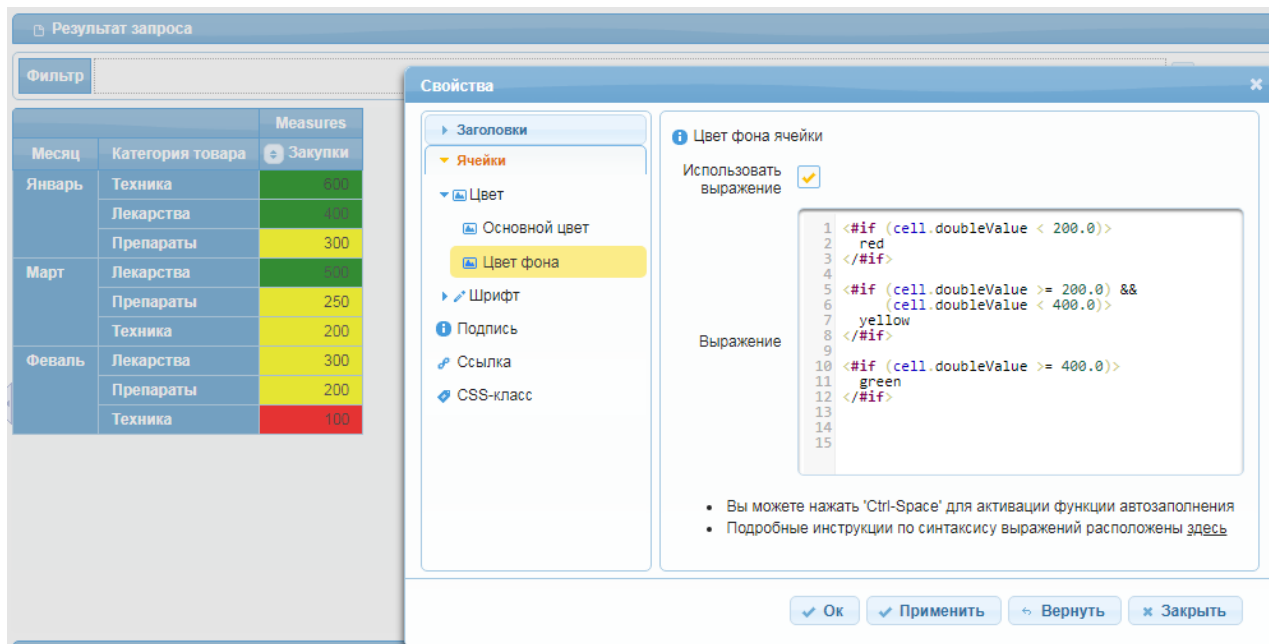 Результат запроса
Фильтр
Measures
Месяц Категория товара Закупки
Январь Техника 600
Лекарства 400
Препараты 300
Март Лекарства 500
Препараты 250
Техника 200
Феваль Лекарства 300
Препараты 200
Техника 100
Свойства
Заголовки
Ячейки
Цвет
Основной цвет
Цвет фона
Шрифт
Подпись
Ссылка
CSS-класс
Цвет фона ячейки
Использовать
выражение
Выражение
1 <#if (cell.doubleValue < 200.0)>
2 red
3 </#if>
4
5 <#if (cell.doubleValue >= 200.0) &&
6 (cell.doubleValue < 400.0)>
7 yellow
8 </#if>
9
10 <#if (cell.doubleValue >= 400.0)>
11 green
12 </#if>
13
14
15
• Вы можете нажать 'Ctrl-Space' для активации функции автозаполнения
• Подробные инструкции по синтаксису выражений расположены здесь
Ок Применить Вернуть Закрыть